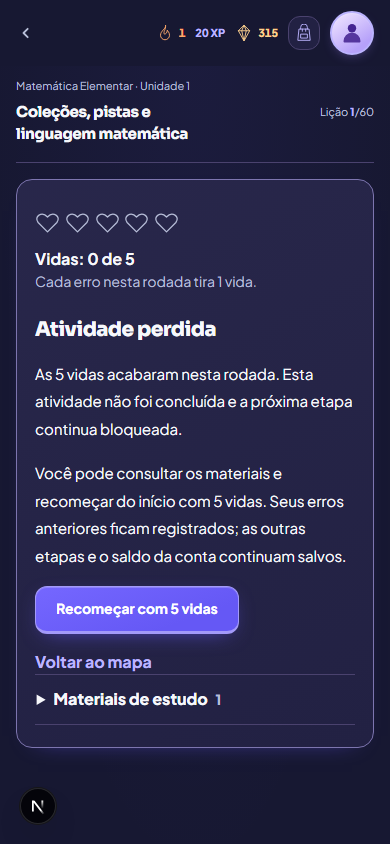 1 20 XP 315
Matemática Elementar · Unidade 1
Coleções, pistas e
linguagem matemática
Lição 1/60
Vidas: 0 de 5
Cada erro nesta rodada tira 1 vida.
Atividade perdida
As 5 vidas acabaram nesta rodada. Esta
atividade não foi concluída e a próxima etapa
continua bloqueada.
Você pode consultar os materiais e
recomeçar do início com 5 vidas. Seus erros
anteriores ficam registrados; as outras
etapas e o saldo da conta continuam salvos.
Recomeçar com 5 vidas
Voltar ao mapa
Materiais de estudo 1
N